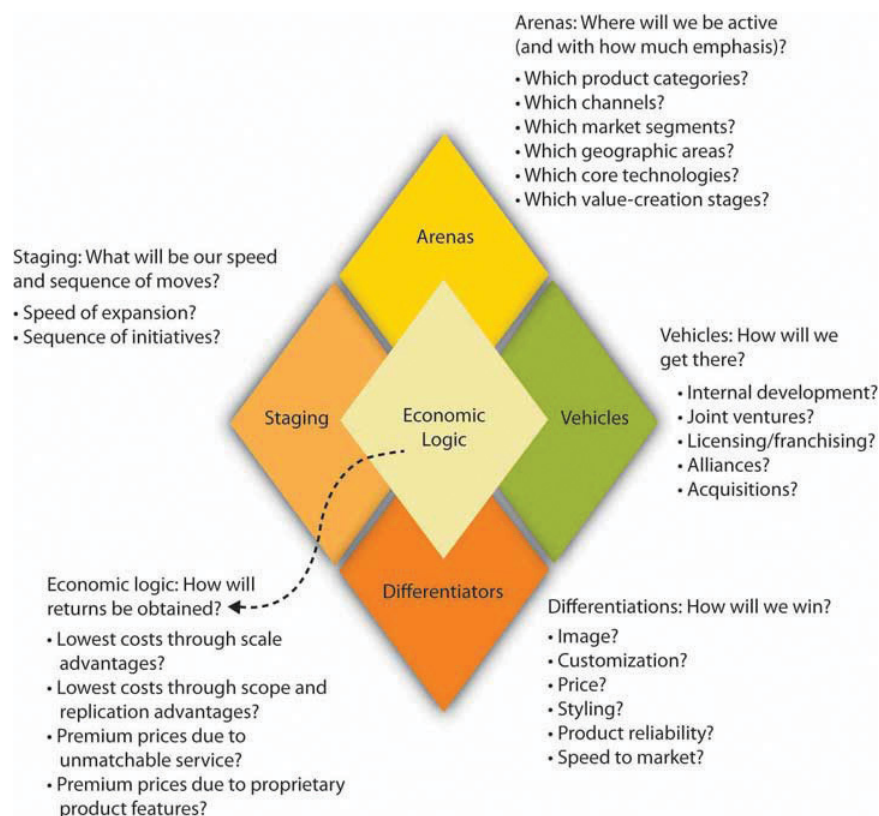 Arenas: Where will we be active
(and with how much emphasis)?
• Which product categories?
• Which channels?
• Which market segments?
• Which geographic areas?
• Which core technologies?
• Which value-creation stages?
Arenas
Staging: What will be our speed
and sequence of moves?
• Speed of expansion?
• Sequence of initiatives?
Vehicles: How will we
get there?
• Internal development?
• Joint ventures?
• Licensing/franchising?
• Alliances?
• Acquisitions?
Staging
Economic
Logic
Vehicles
Differentiators
Economic logic: How will
returns be obtained?
• Lowest costs through scale
advantages?
• Lowest costs through scope and
replication advantages?
• Premium prices due to
unmatchable service?
• Premium prices due to proprietary
product features?
Differentiations: How will we win?
• Image?
• Customization?
• Price?
• Styling?
• Product reliability?
• Speed to market?